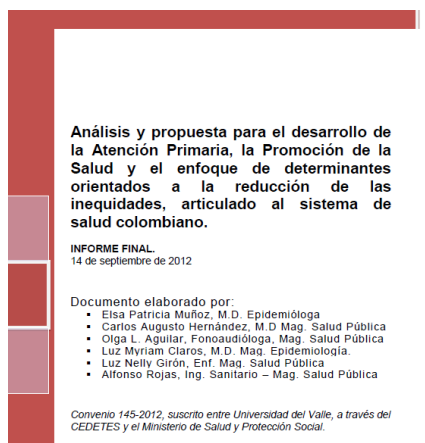 Análisis y propuesta para el desarrollo de
la Atención Primaria, la Promoción de la
Salud y el enfoque de determinantes
orientados a la reducción de las
inequidades, articulado al sistema de
salud colombiano.
INFORME FINAL.
14 de septiembre de 2012
Documento elaborado por:
▪ Elsa Patricia Muñoz, M.D. Epidemióloga
▪ Carlos Augusto Hernández, M.D Mag. Salud Pública
▪ Olga L. Aguilar, Fonoaudióloga, Mag. Salud Pública
▪ Luz Myriam Claros, M.D. Mag. Epidemiología.
▪ Luz Nelly Girón, Enf. Mag. Salud Pública
▪ Alfonso Rojas, Ing. Sanitario – Mag. Salud Pública
Convenio 145-2012, suscrito entre Universidad del Valle, a través del
CEDETES y el Ministerio de Salud y Protección Social.